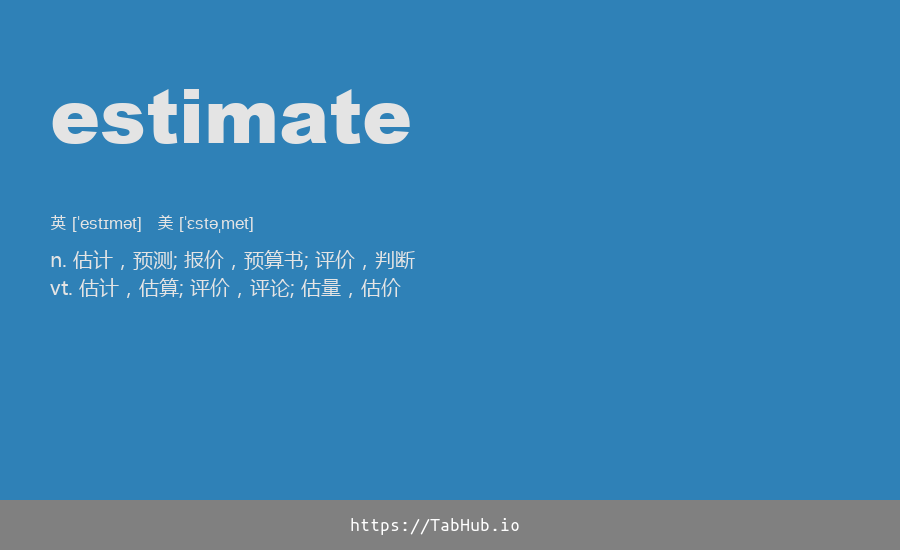 estimate
英 [ˈestɪmət] 美 [ˈɛstəˌmet]
n. 估计，预测; 报价，预算书; 评价，判断
vt. 估计，估算; 评价，评论; 估量，估价
https://TabHub.io